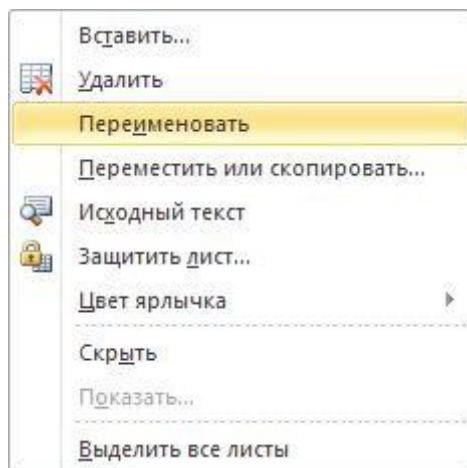 Вставить...
Удалить
Переименовать
Переместить или скопировать...
Исходный текст
Защитить лист...
Цвет ярлычка
Скрыть
Показать...
Выделить все листы